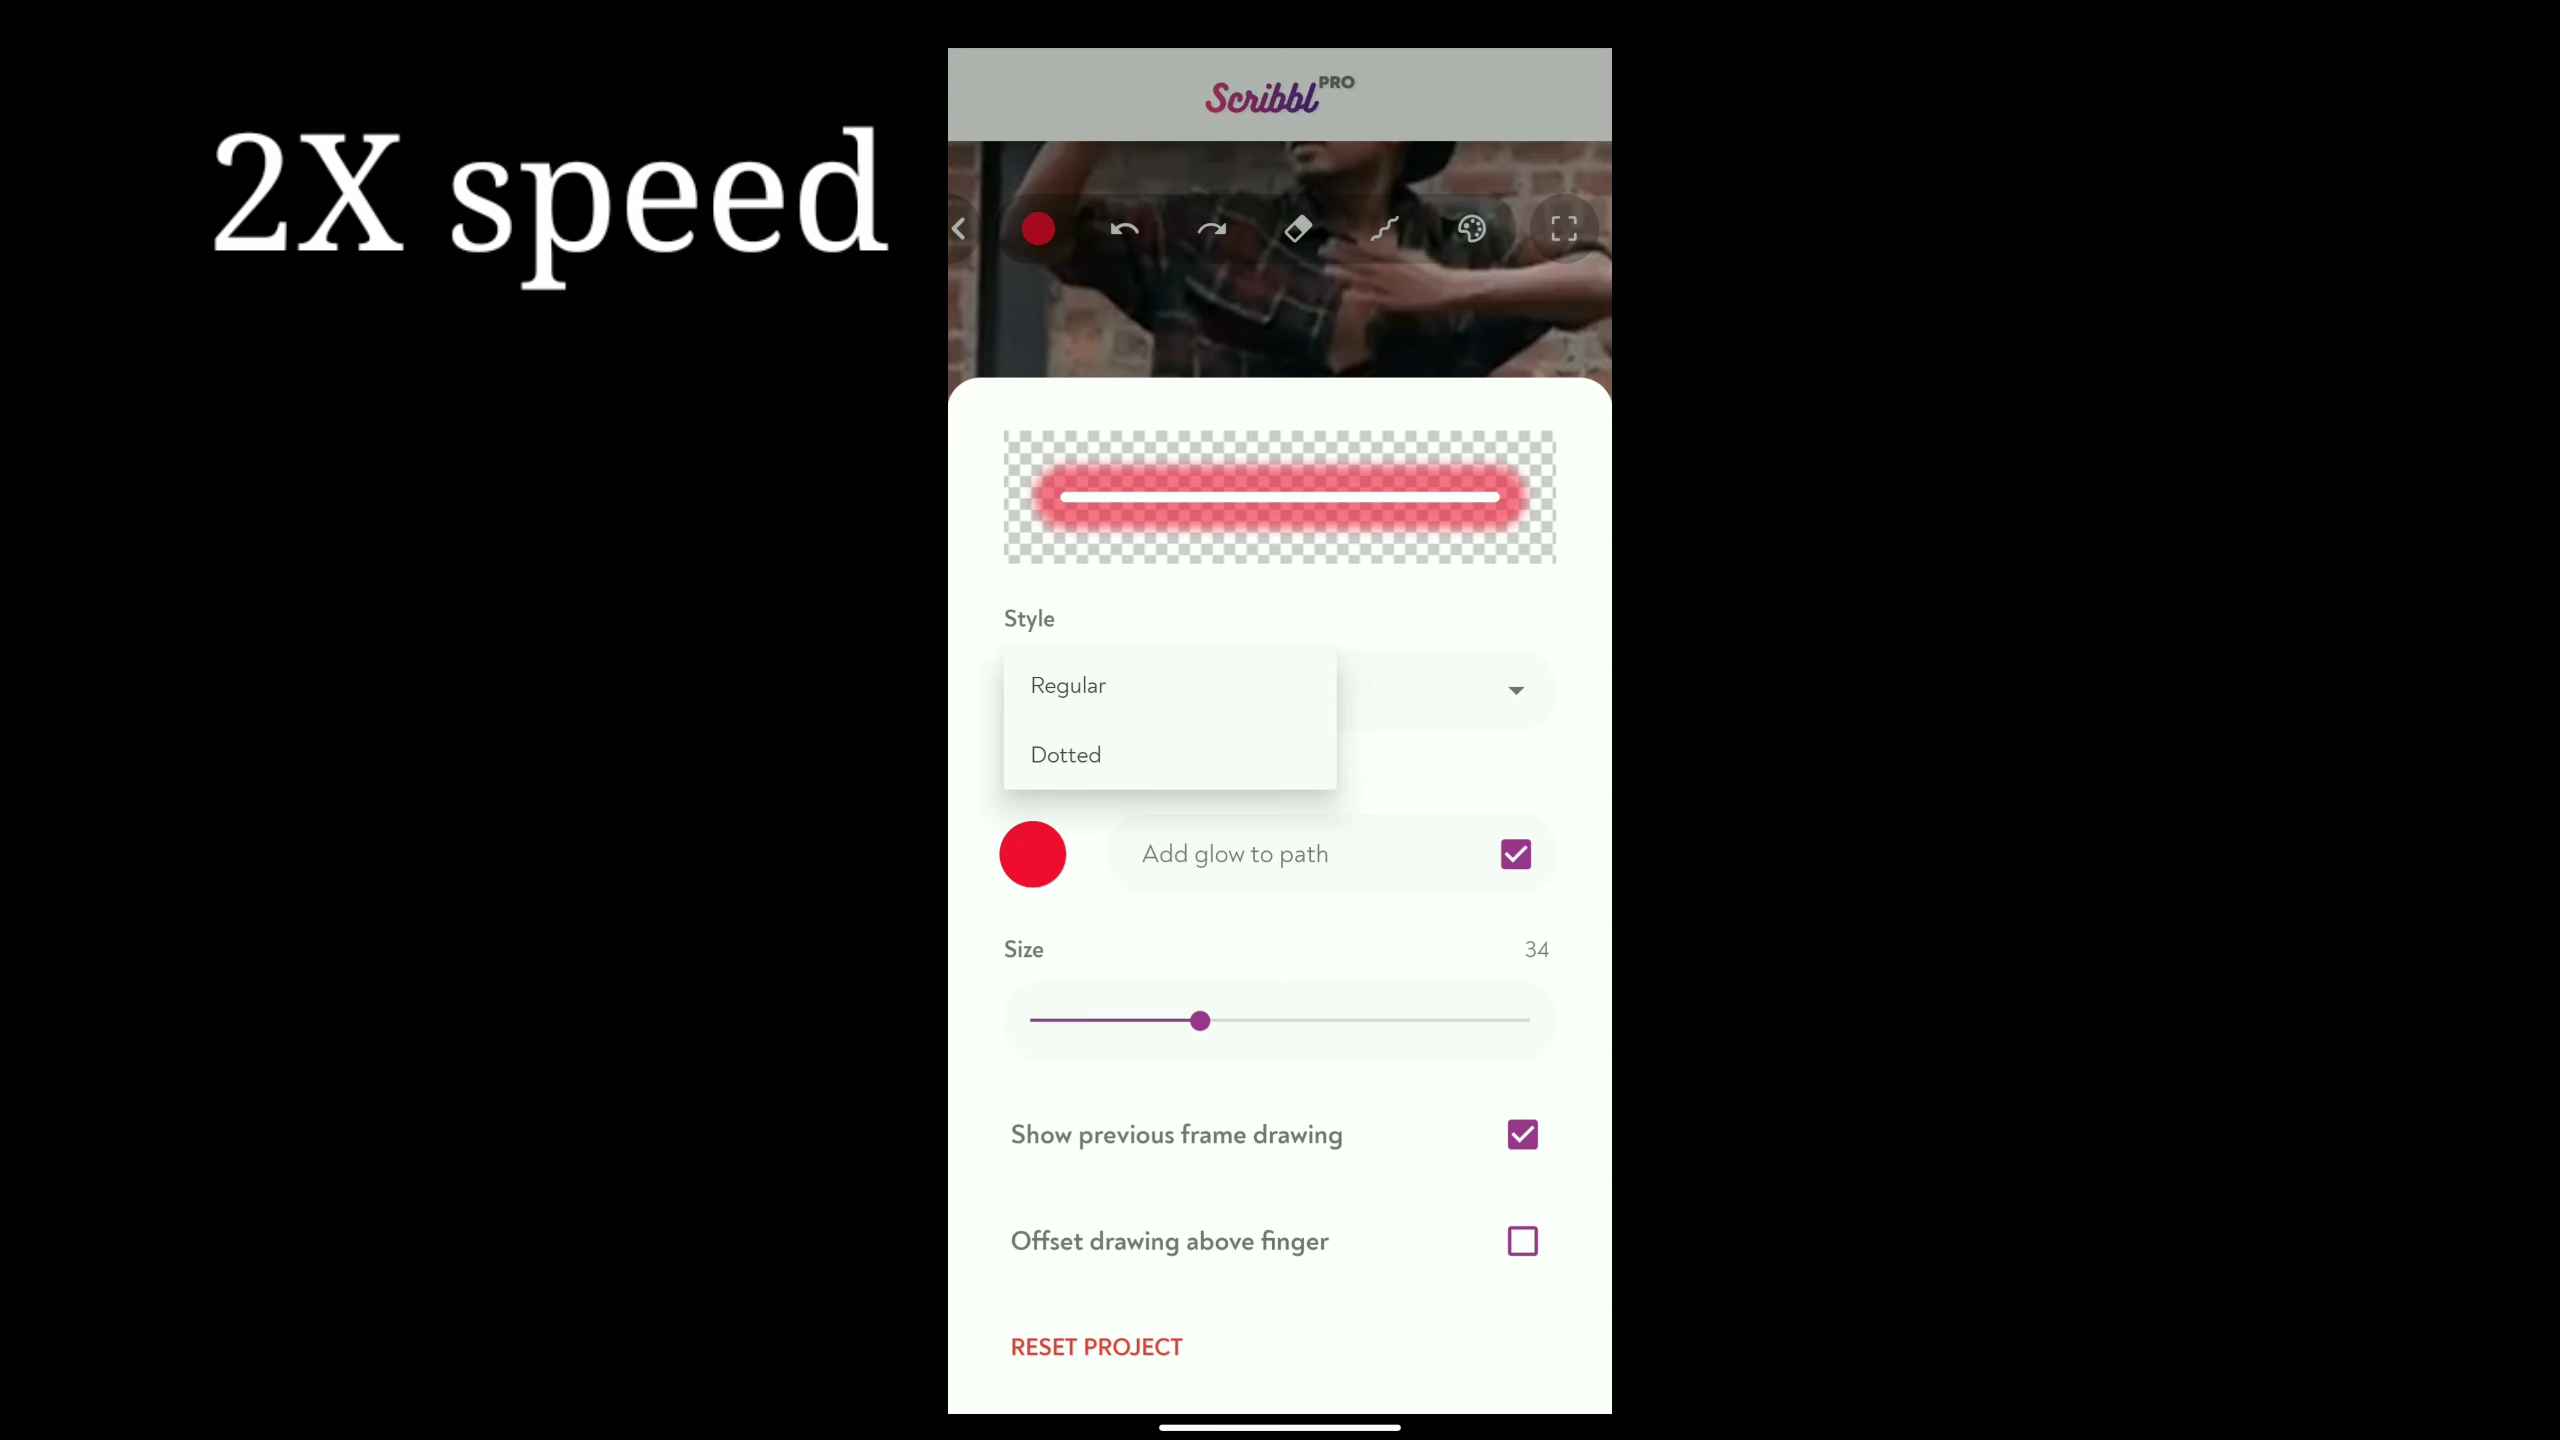 2X speed
Scribbl PRO
Style
Regular
Dotted
Add glow to path
Size 34
Show previous frame drawing
Offset drawing above finger
RESET PROJECT